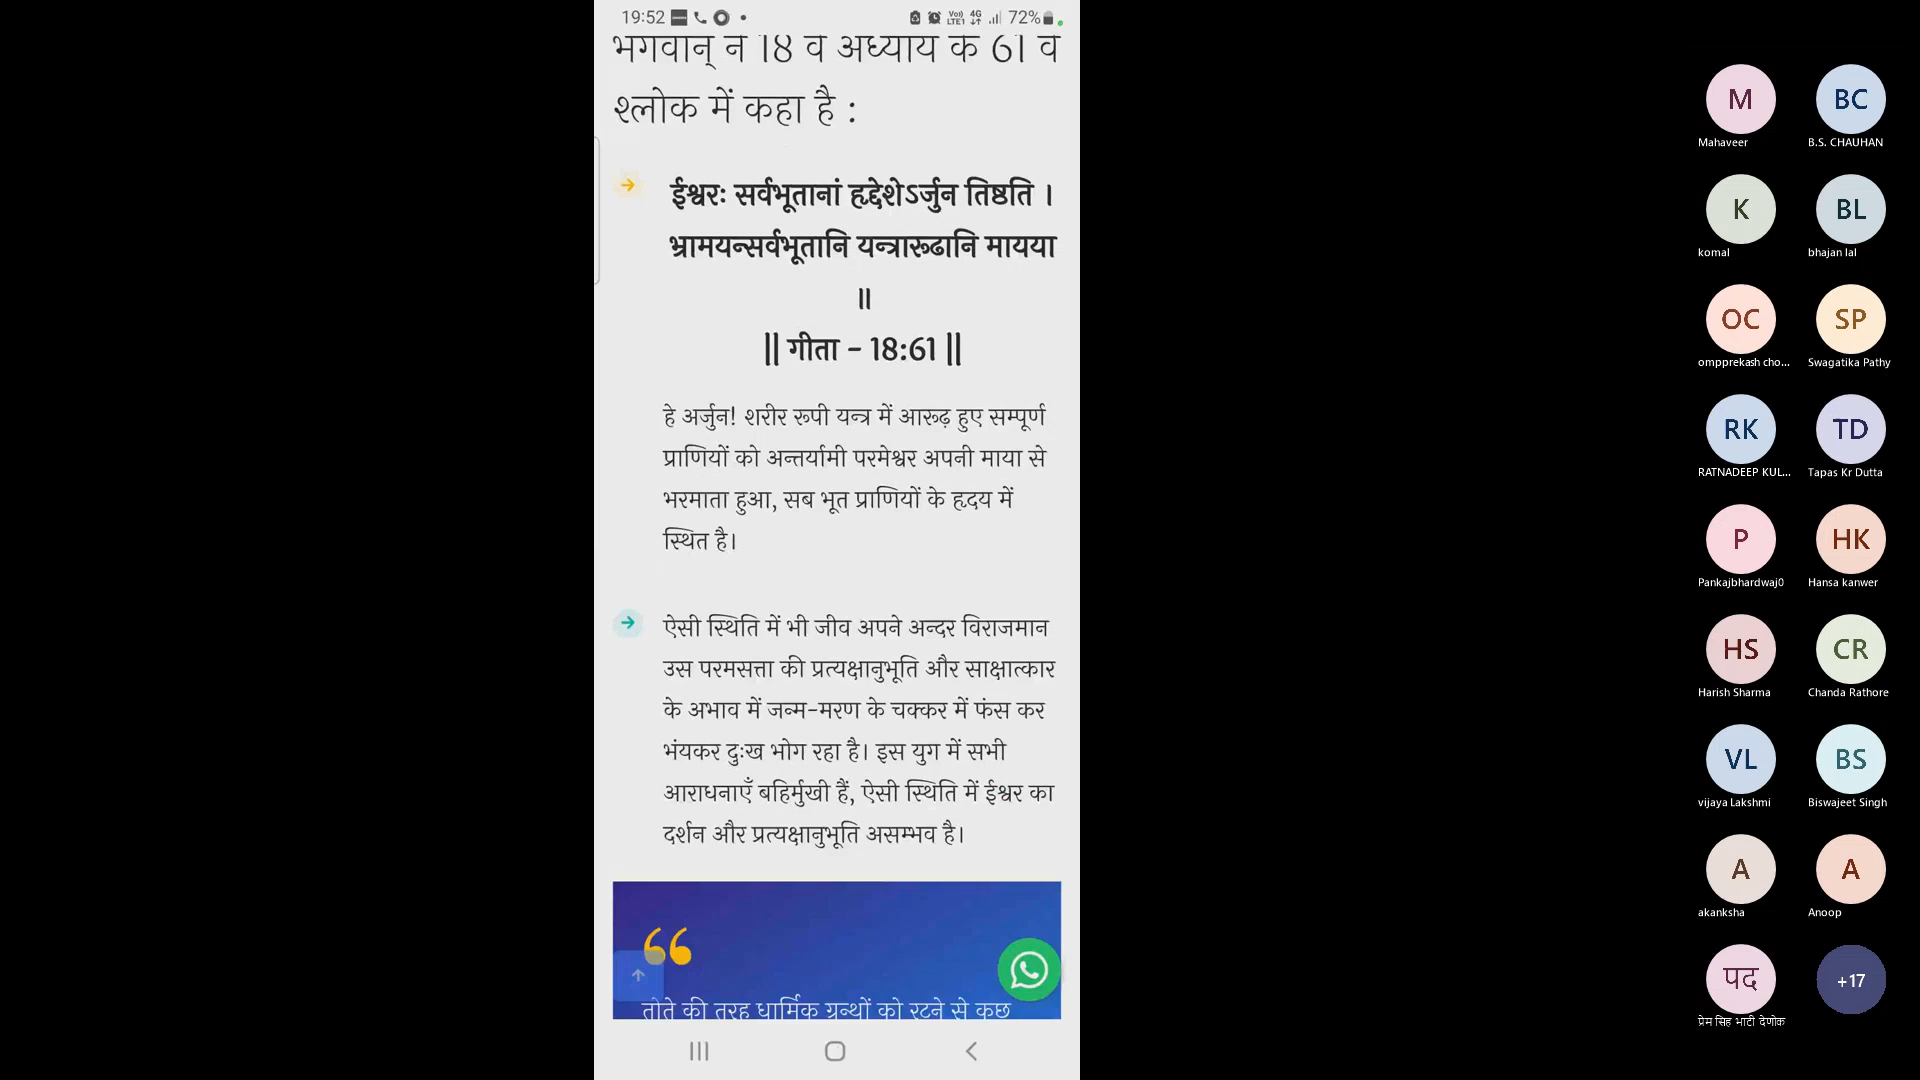 19:52
Vo)) LTE1 4G 72%
भगवान् ने 18 वें अध्याय के 61 वें
श्लोक में कहा है :
ईश्वरः सर्वभूतानां हृद्देशेऽर्जुन तिष्ठति ।
भ्रामयन्सर्वभूतानि यन्त्रारूढानि मायया
॥
|| गीता – 18:61 ||
हे अर्जुन! शरीर रूपी यन्त्र में आरूढ़ हुए सम्पूर्ण
प्राणियों को अन्तर्यामी परमेश्वर अपनी माया से
भरमाता हुआ, सब भूत प्राणियों के हृदय में
स्थित है।
ऐसी स्थिति में भी जीव अपने अन्दर विराजमान
उस परमसत्ता की प्रत्यक्षानुभूति और साक्षात्कार
के अभाव में जन्म-मरण के चक्कर में फंस कर
भंयकर दुःख भोग रहा है। इस युग में सभी
आराधनाएँ बहिर्मुखी हैं, ऐसी स्थिति में ईश्वर का
दर्शन और प्रत्यक्षानुभूति असम्भव है।
“
तोते की तरह धार्मिक ग्रन्थों को रटने से कुछ
M BC
Mahaveer B.S. CHAUHAN
K BL
komal bhajan lal
OC SP
ompprekash cho... Swagatika Pathy
RK TD
RATNADEEP KUL... Tapas Kr Dutta
P HK
Pankajbhardwaj0 Hansa kanwer
HS CR
Harish Sharma Chanda Rathore
VL BS
vijaya Lakshmi Biswajeet Singh
A A
akanksha Anoop
पद +17
प्रेम सिंह भाटी देणोक